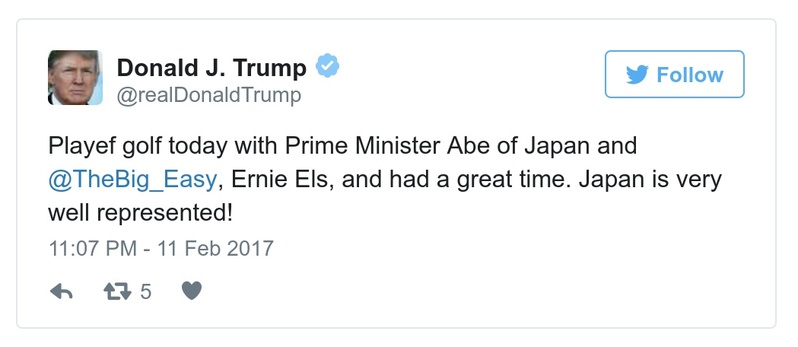 Donald J. Trump
@realDonaldTrump
Follow
Playef golf today with Prime Minister Abe of Japan and
@TheBig_Easy, Ernie Els, and had a great time. Japan is very
well represented!
11:07 PM - 11 Feb 2017
5